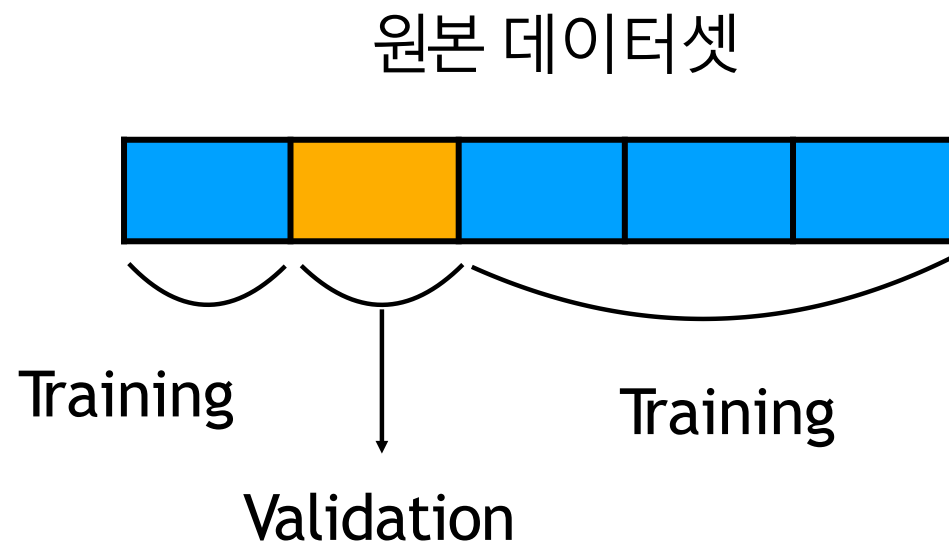 원본 데이터셋
Training
Training
Validation